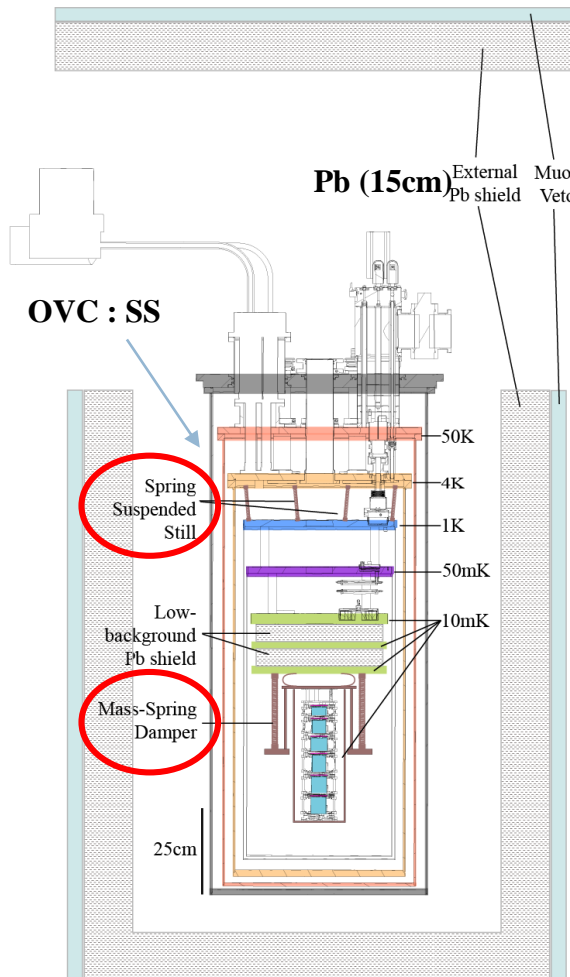 Pb (15cm)
External
Pb shield
Muo
Veto
OVC : SS
50K
4K
Spring
Suspended
Still
1K
50mK
Low-
background
Pb shield
10mK
Mass-Spring
Damper
25cm